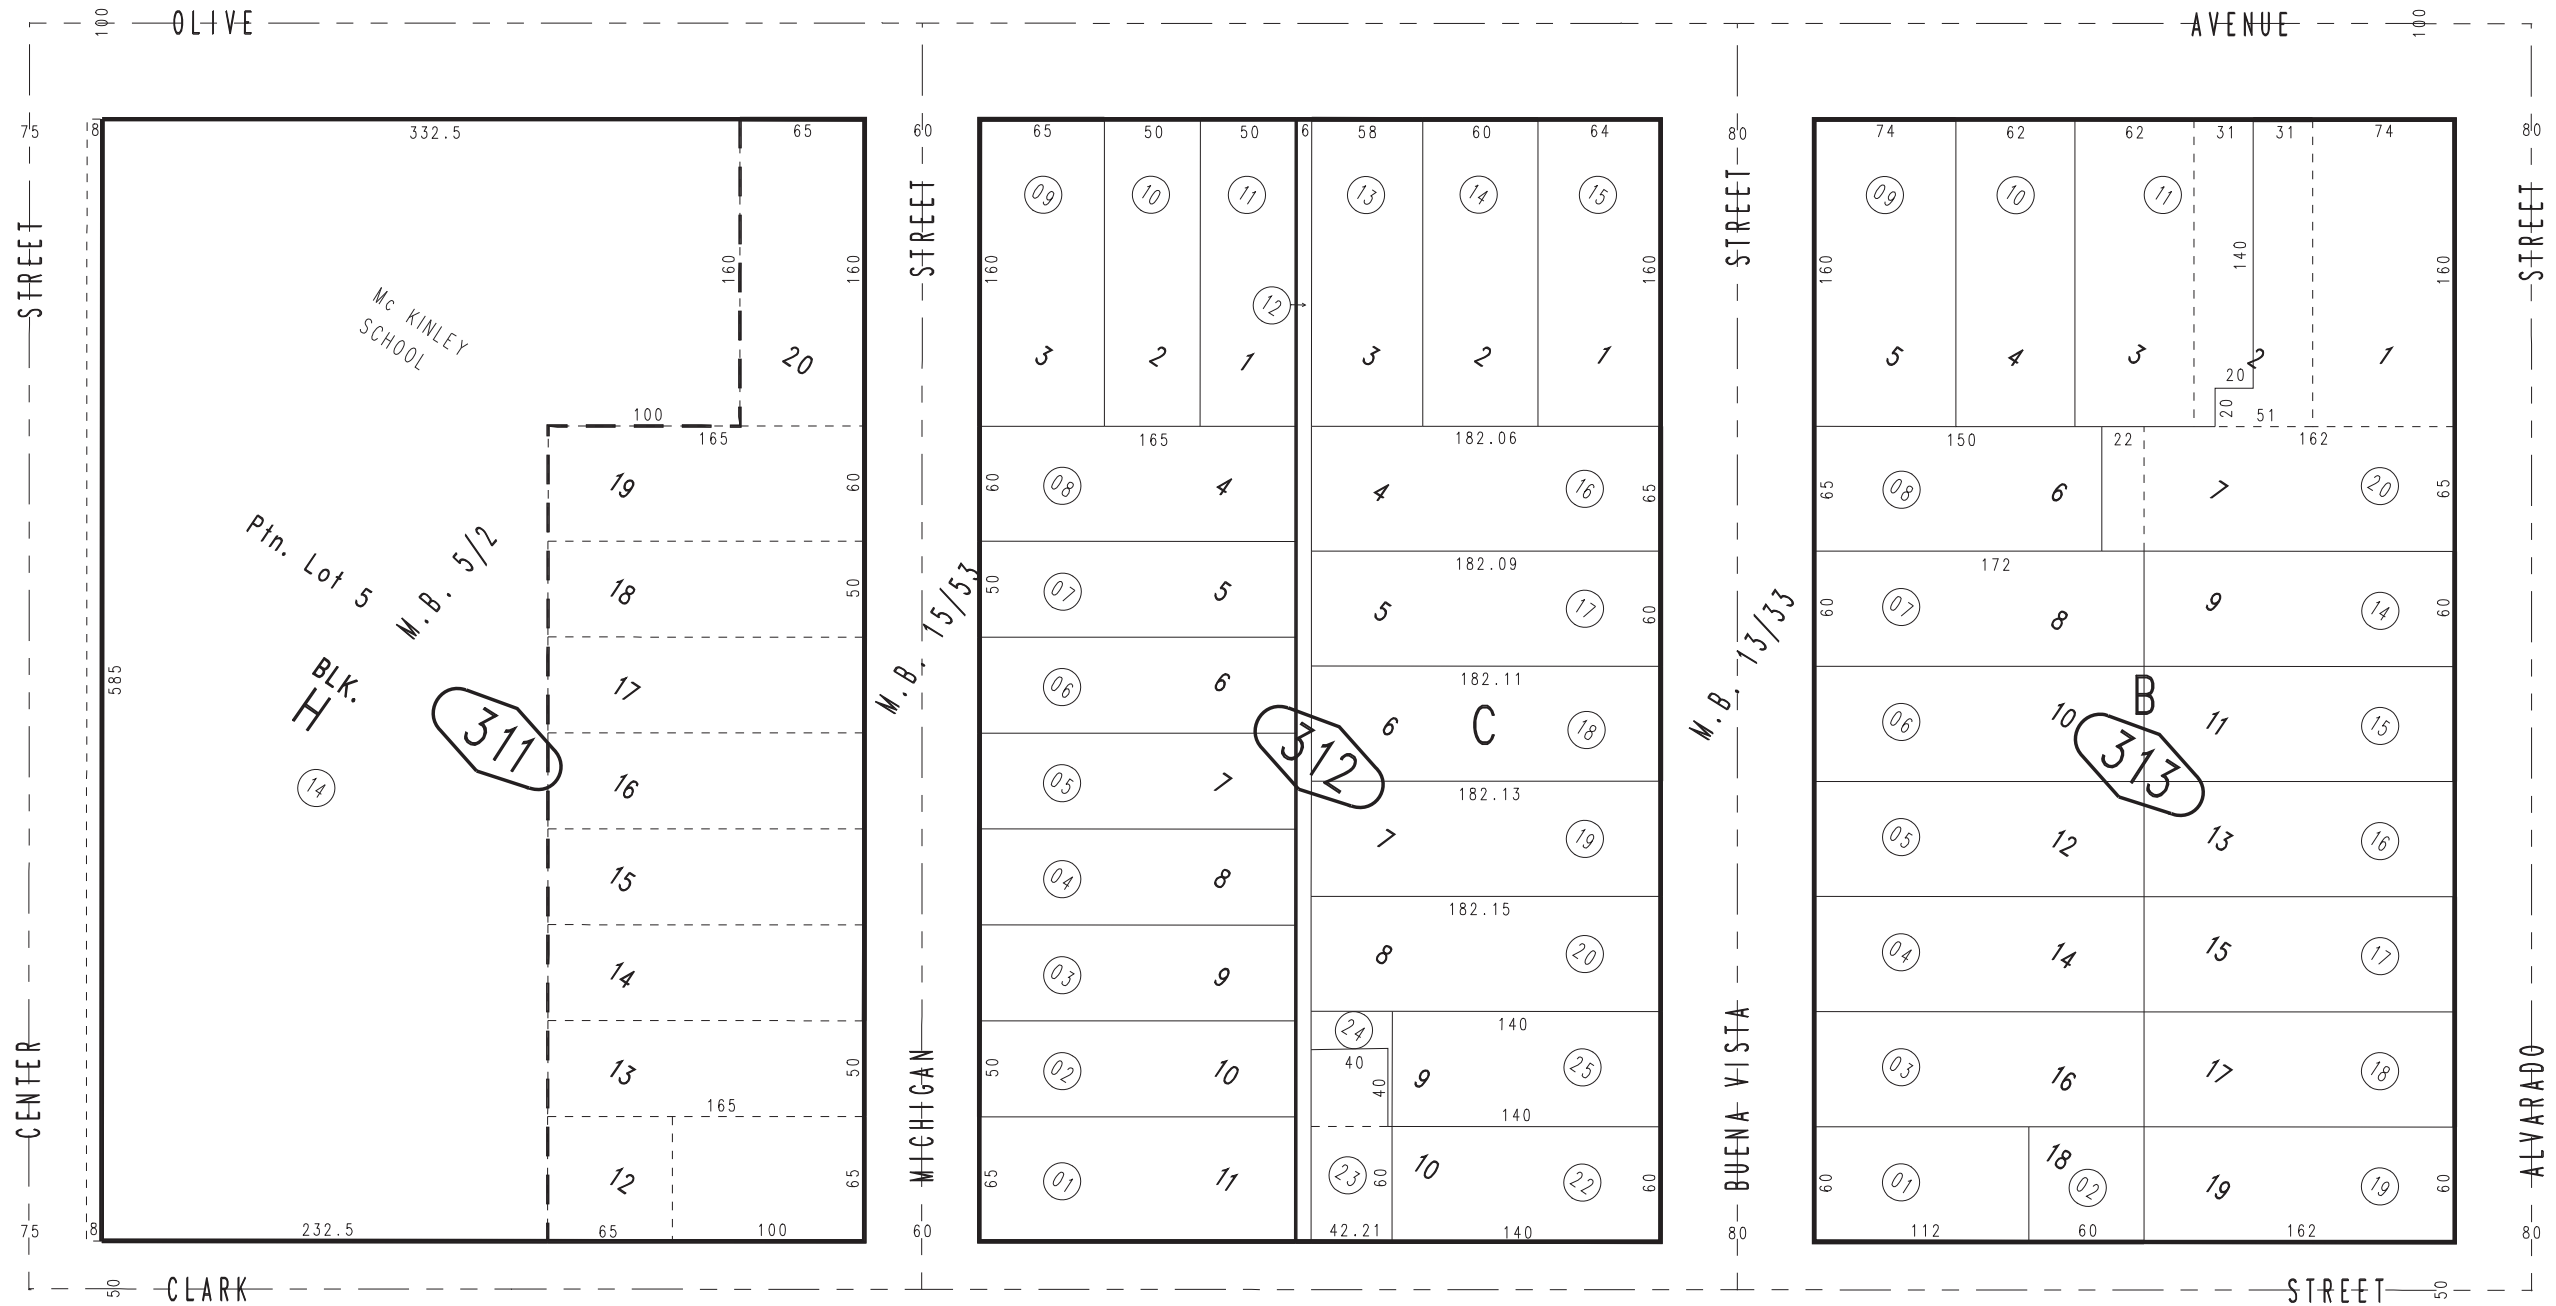 OLIVE AVENUE
100 100
75 8 332.5 65 60 65 50 50 6 58 60 64 80 74 62 62 31 31 74 80
STREET STREET STREET STREET
09 10 11 13 14 15 09 10 11
160 160 160 160 160 140 160
12
Mc KINLEY
SCHOOL
20 3 2 1 3 2 1 5 4 3 2 1
20
100 20 51
165 165 182.06 150 22 162
19 60 60 08 4 4 16 65 65 08 6 7 20 65
Ptn. Lot 5
M.B. 5/2
182.09 172
18 50 50 07 5 5 17 60 60 07 8 9 14 60
M.B. 15/53
M.B. 13/33
BLK.
H
585
17 06 6 182.11
6 C 18 06 10 B 11 15
311 312 313
14
16 05 7 182.13
7 19 05 12 13 16
15 04 8 182.15
14 03 9 8 20 04 14 15 17
24 140
40
13 50 50 02 10 40 9 25 03 16 17 18
165 140
12 65 65 01 11 23 60 10 22 60 60 01 18 02 19 19 60
CENTER MICHIGAN BUENA VISTA ALVARADO
75 8 232.5 65 100 60 42.21 140 80 112 60 162 80
50 50
CLARK STREET